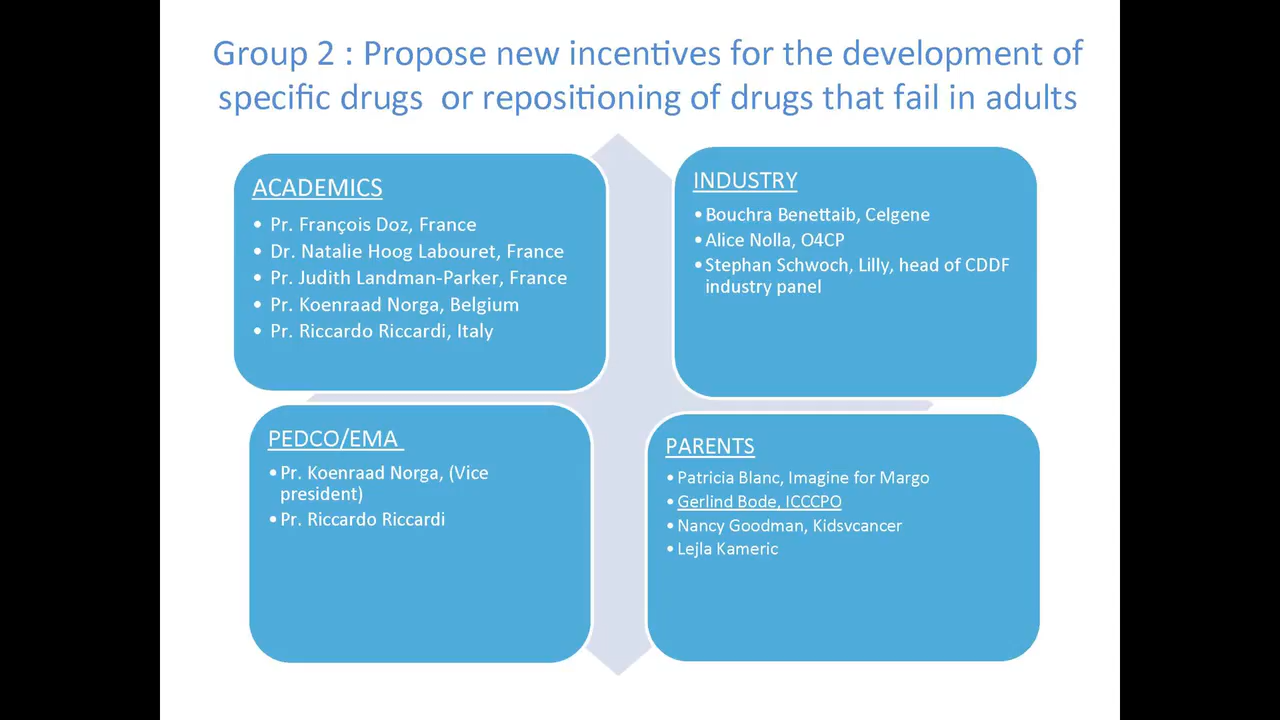 Group 2 : Propose new incentives for the development of
specific drugs or repositioning of drugs that fail in adults
ACADEMICS
• Pr. François Doz, France
• Dr. Natalie Hoog Labouret, France
• Pr. Judith Landman-Parker, France
• Pr. Koenraad Norga, Belgium
• Pr. Riccardo Riccardi, Italy
INDUSTRY
• Bouchra Benettaib, Celgene
• Alice Nolla, O4CP
• Stephan Schwoch, Lilly, head of CDDF
industry panel
PEDCO/EMA
• Pr. Koenraad Norga, (Vice
president)
• Pr. Riccardo Riccardi
PARENTS
• Patricia Blanc, Imagine for Margo
• Gerlind Bode, ICCCPO
• Nancy Goodman, Kidsvcancer
• Lejla Kameric